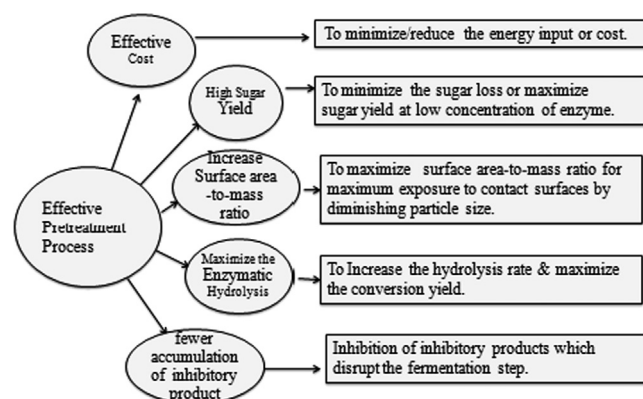 Effective
Cost
To minimize/reduce the energy input or cost.
High Sugar
Yield
To minimize the sugar loss or maximize
sugar yield at low concentration of enzyme.
Increase
Surface area
-to-mass
ratio
To maximize surface area-to-mass ratio for
maximum exposure to contact surfaces by
diminishing particle size.
Effective
Pretreatment
Process
Maximize the
Enzymatic
Hydrolysis
To Increase the hydrolysis rate & maximize
the conversion yield.
fewer
accumulation
of inhibitory
product
Inhibition of inhibitory products which
disrupt the fermentation step.